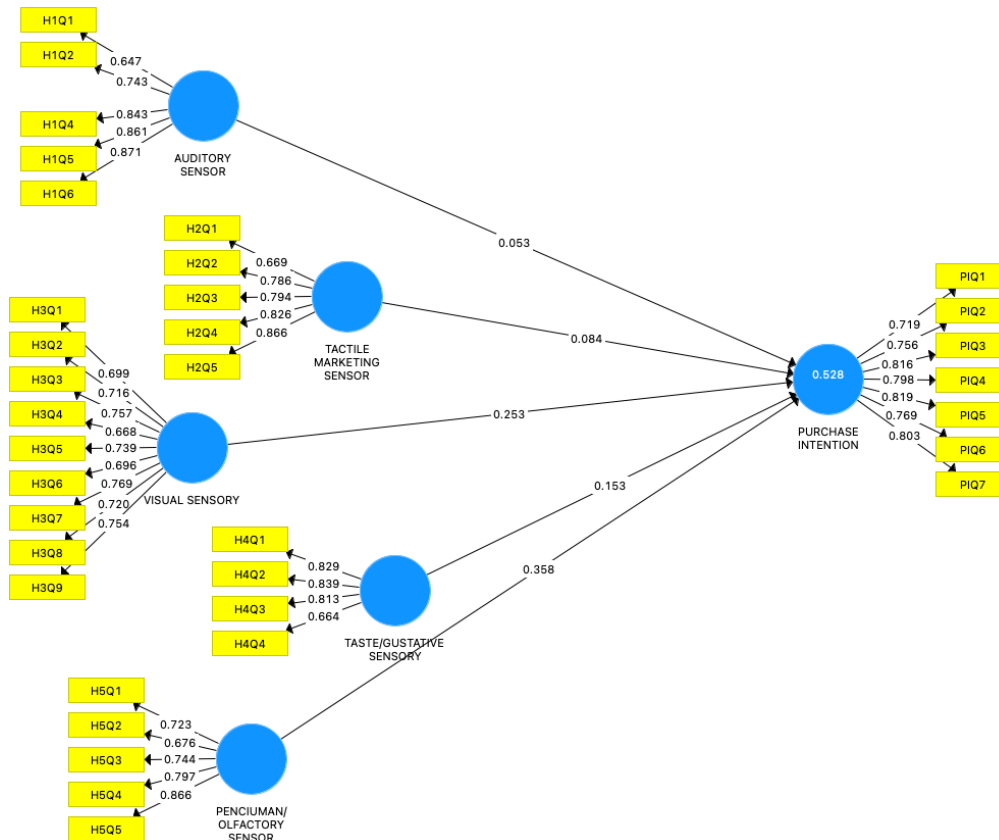 H1Q1
H1Q2
H1Q4
H1Q5
H1Q6
0.647
0.743
0.843
0.861
0.871
AUDITORY
SENSOR
0.053
H2Q1
H2Q2
H2Q3
H2Q4
H2Q5
0.669
0.786
0.794
0.826
0.866
TACTILE
MARKETING
SENSOR
0.084
H3Q1
H3Q2
H3Q3
H3Q4
H3Q5
H3Q6
H3Q7
H3Q8
H3Q9
0.699
0.716
0.757
0.668
0.739
0.696
0.769
0.720
0.754
VISUAL SENSORY
0.253
H4Q1
H4Q2
H4Q3
H4Q4
0.829
0.839
0.813
0.664
TASTE/GUSTATIVE
SENSORY
0.153
H5Q1
H5Q2
H5Q3
H5Q4
H5Q5
0.723
0.676
0.744
0.797
0.866
PENCIUMAN/
OLFACTORY
SENSOR
0.358
0.528
PURCHASE
INTENTION
0.719
0.756
0.816
0.798
0.819
0.769
0.803
PIQ1
PIQ2
PIQ3
PIQ4
PIQ5
PIQ6
PIQ7